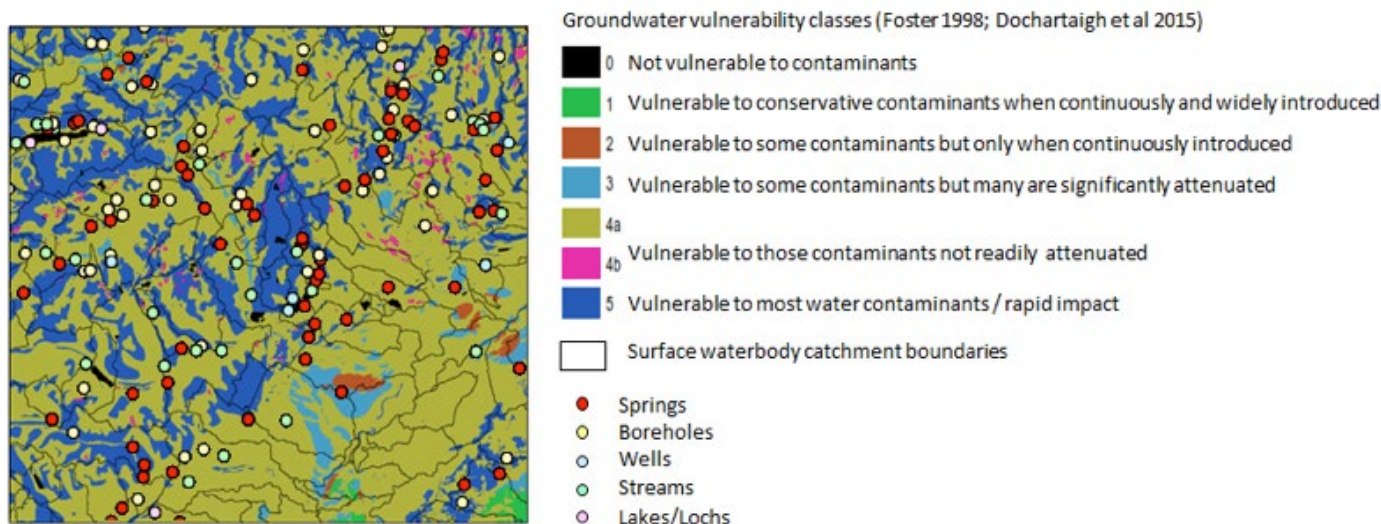 Groundwater vulnerability classes (Foster 1998; Dochartaigh et al 2015)
0 Not vulnerable to contaminants
1 Vulnerable to conservative contaminants when continuously and widely introduced
2 Vulnerable to some contaminants but only when continuously introduced
3 Vulnerable to some contaminants but many are significantly attenuated
4a
4b Vulnerable to those contaminants not readily attenuated
5 Vulnerable to most water contaminants / rapid impact
Surface waterbody catchment boundaries
Springs
Boreholes
Wells
Streams
Lakes/Lochs